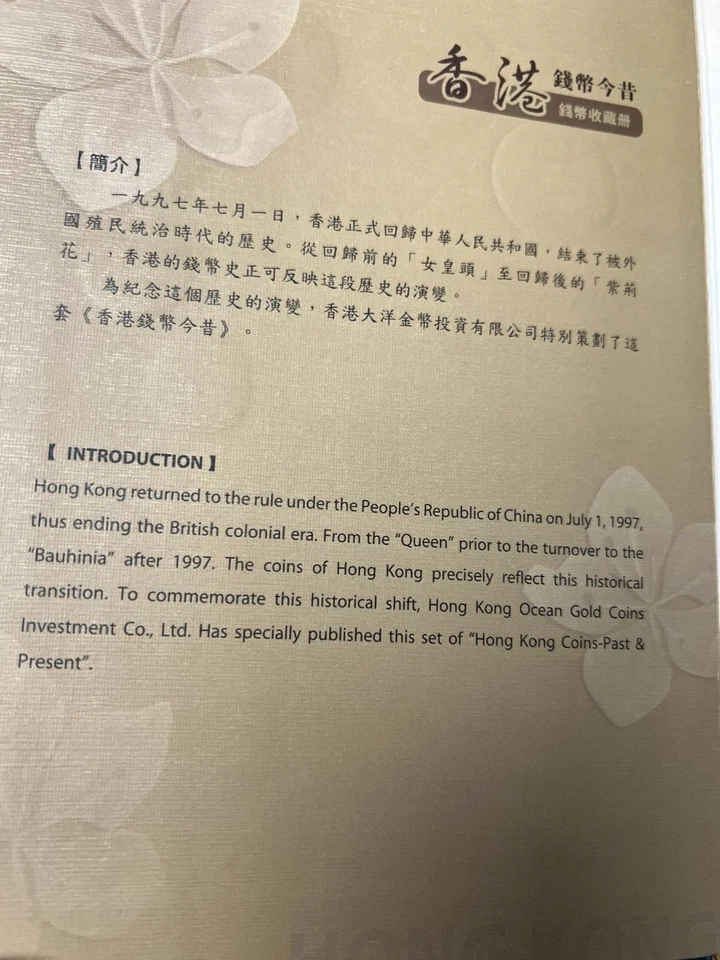 香港 錢幣今昔
錢幣收藏册
【簡介】
一九九七年七月一日，香港正式回歸中華人民共和國，結束了被外
國殖民統治時代的歷史。從回歸前的「女皇頭」至回歸後的「紫荊
花」，香港的錢幣史正可反映這段歷史的演變。
為紀念這個歷史的演變，香港大洋金幣投資有限公司特別策劃了這
套《香港錢幣今昔》。
【 INTRODUCTION 】
Hong Kong returned to the rule under the People's Republic of China on July 1, 1997,
thus ending the British colonial era. From the “Queen” prior to the turnover to the
“Bauhinia” after 1997. The coins of Hong Kong precisely reflect this historical
transition. To commemorate this historical shift, Hong Kong Ocean Gold Coins
Investment Co., Ltd. Has specially published this set of “Hong Kong Coins-Past &
Present”.
HONG KONG